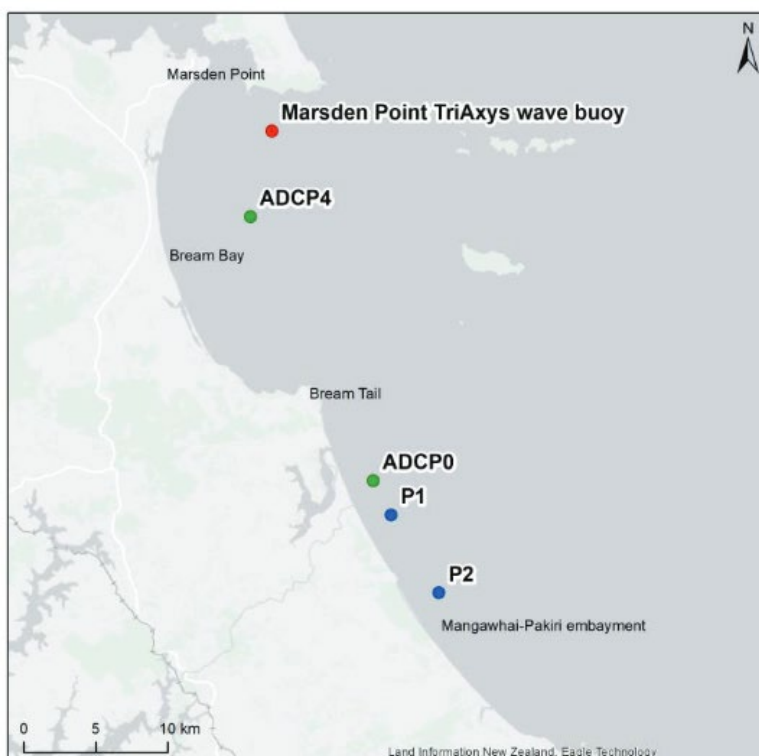 N
Marsden Point
Marsden Point TriAxys wave buoy
ADCP4
Bream Bay
Bream Tail
ADCP0
P1
P2
Mangawhai-Pakiri embayment
0 5 10 km
Land Information New Zealand, Eagle Technology